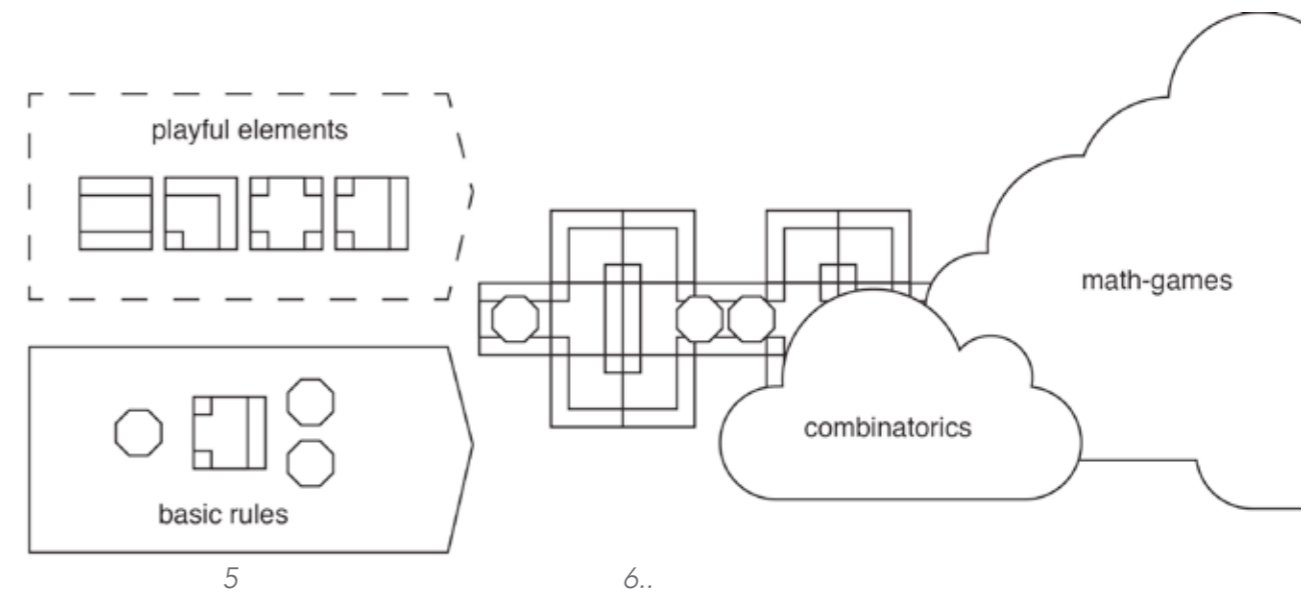 playful elements
basic rules
math-games
combinatorics
5
6..